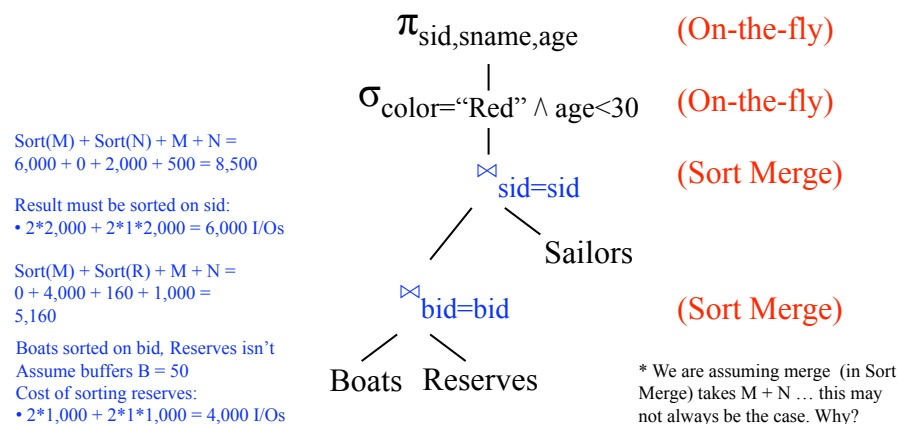 π sid,sname,age (On-the-fly)
σ color=“Red” ∧ age<30 (On-the-fly)
Sort(M) + Sort(N) + M + N =
6,000 + 0 + 2,000 + 500 = 8,500
⋈ sid=sid (Sort Merge)
Result must be sorted on sid:
• 2*2,000 + 2*1*2,000 = 6,000 I/Os
Sailors
Sort(M) + Sort(R) + M + N =
0 + 4,000 + 160 + 1,000 =
5,160
⋈ bid=bid (Sort Merge)
Boats sorted on bid, Reserves isn’t
Assume buffers B = 50
Cost of sorting reserves:
• 2*1,000 + 2*1*1,000 = 4,000 I/Os
Boats Reserves
* We are assuming merge (in Sort
Merge) takes M + N … this may
not always be the case. Why?